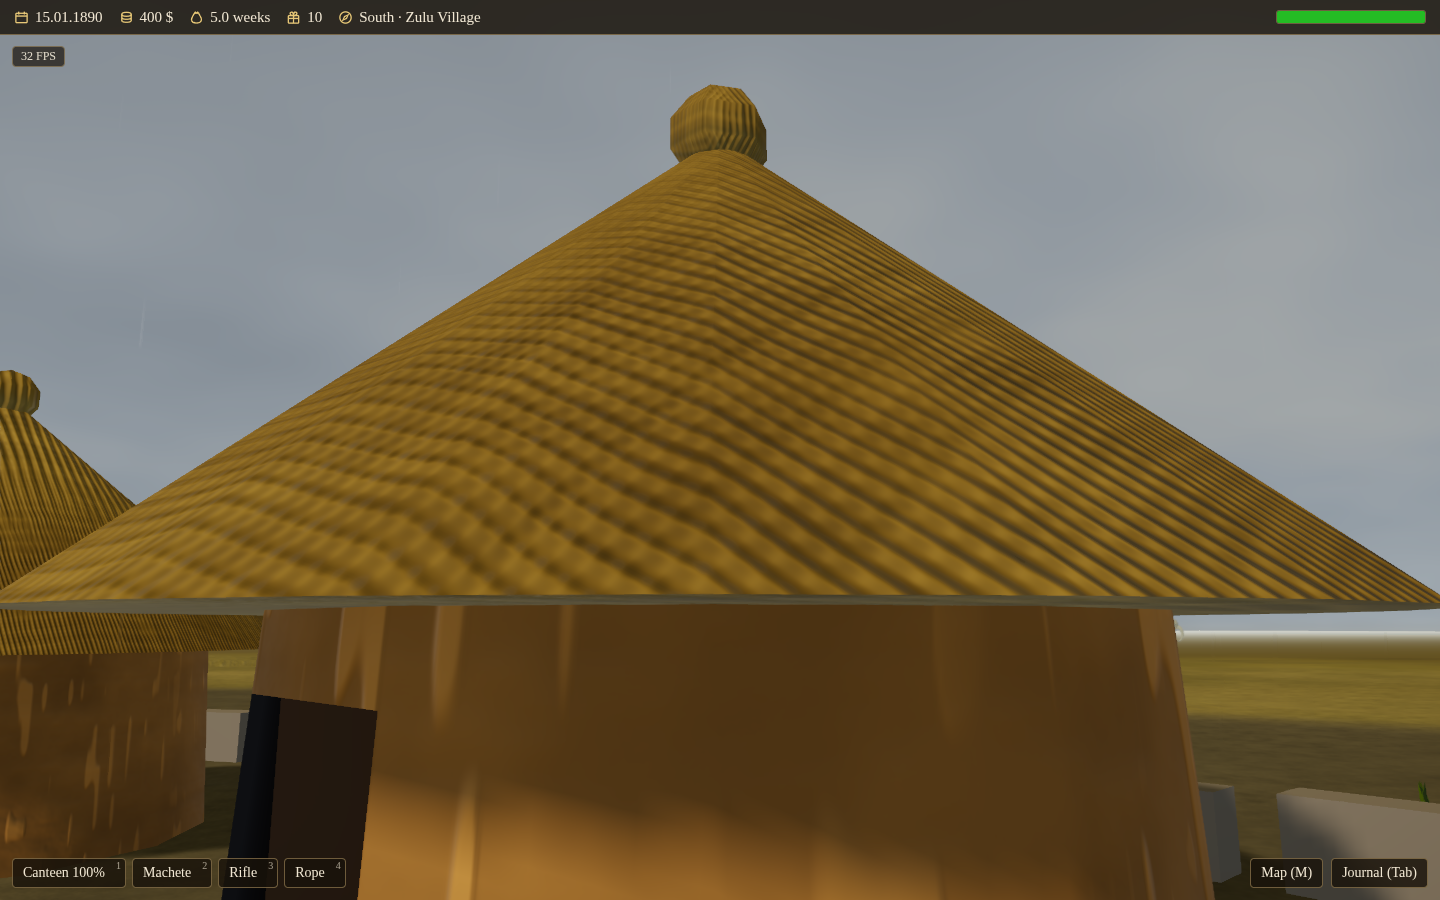 15.01.1890 400 $ 5.0 weeks 10 South · Zulu Village
32 FPS
Canteen 100% 1 Machete 2 Rifle 3 Rope 4 Map (M) Journal (Tab)